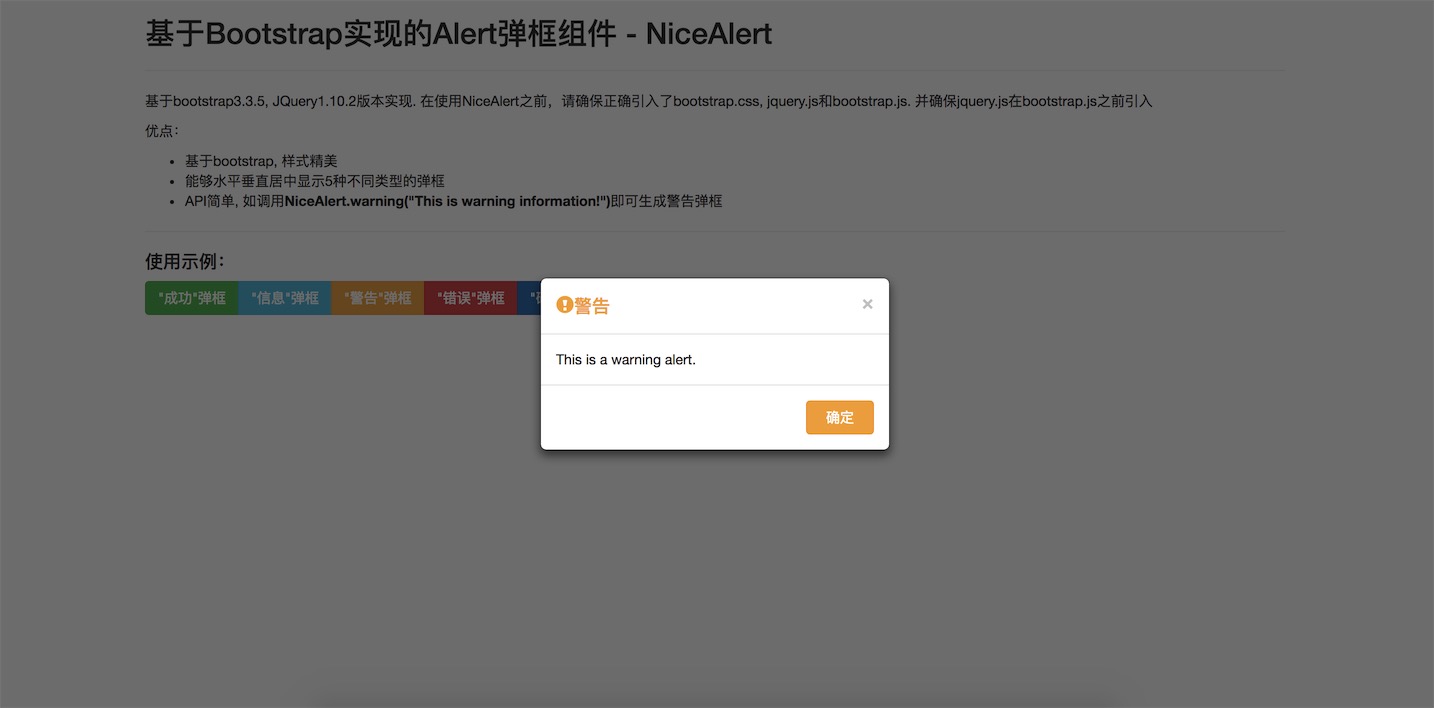 基于Bootstrap实现的Alert弹框组件 - NiceAlert
基于bootstrap3.3.5, JQuery1.10.2版本实现. 在使用NiceAlert之前，请确保正确引入了bootstrap.css, jquery.js和bootstrap.js. 并确保jquery.js在bootstrap.js之前引入
优点：
基于bootstrap, 样式精美
能够水平垂直居中显示5种不同类型的弹框
API简单, 如调用NiceAlert.warning("This is warning information!")即可生成警告弹框
使用示例：
"成功"弹框 "信息"弹框 "警告"弹框 "错误"弹框
警告 ×
This is a warning alert.
确定